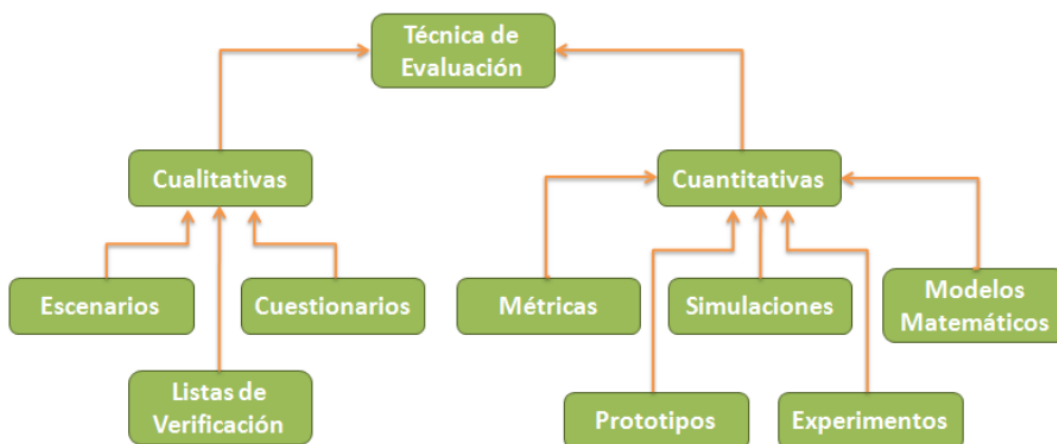 Técnica de
Evaluación
Cualitativas
Cuantitativas
Escenarios
Cuestionarios
Métricas
Simulaciones
Modelos
Matemáticos
Listas de
Verificación
Prototipos
Experimentos